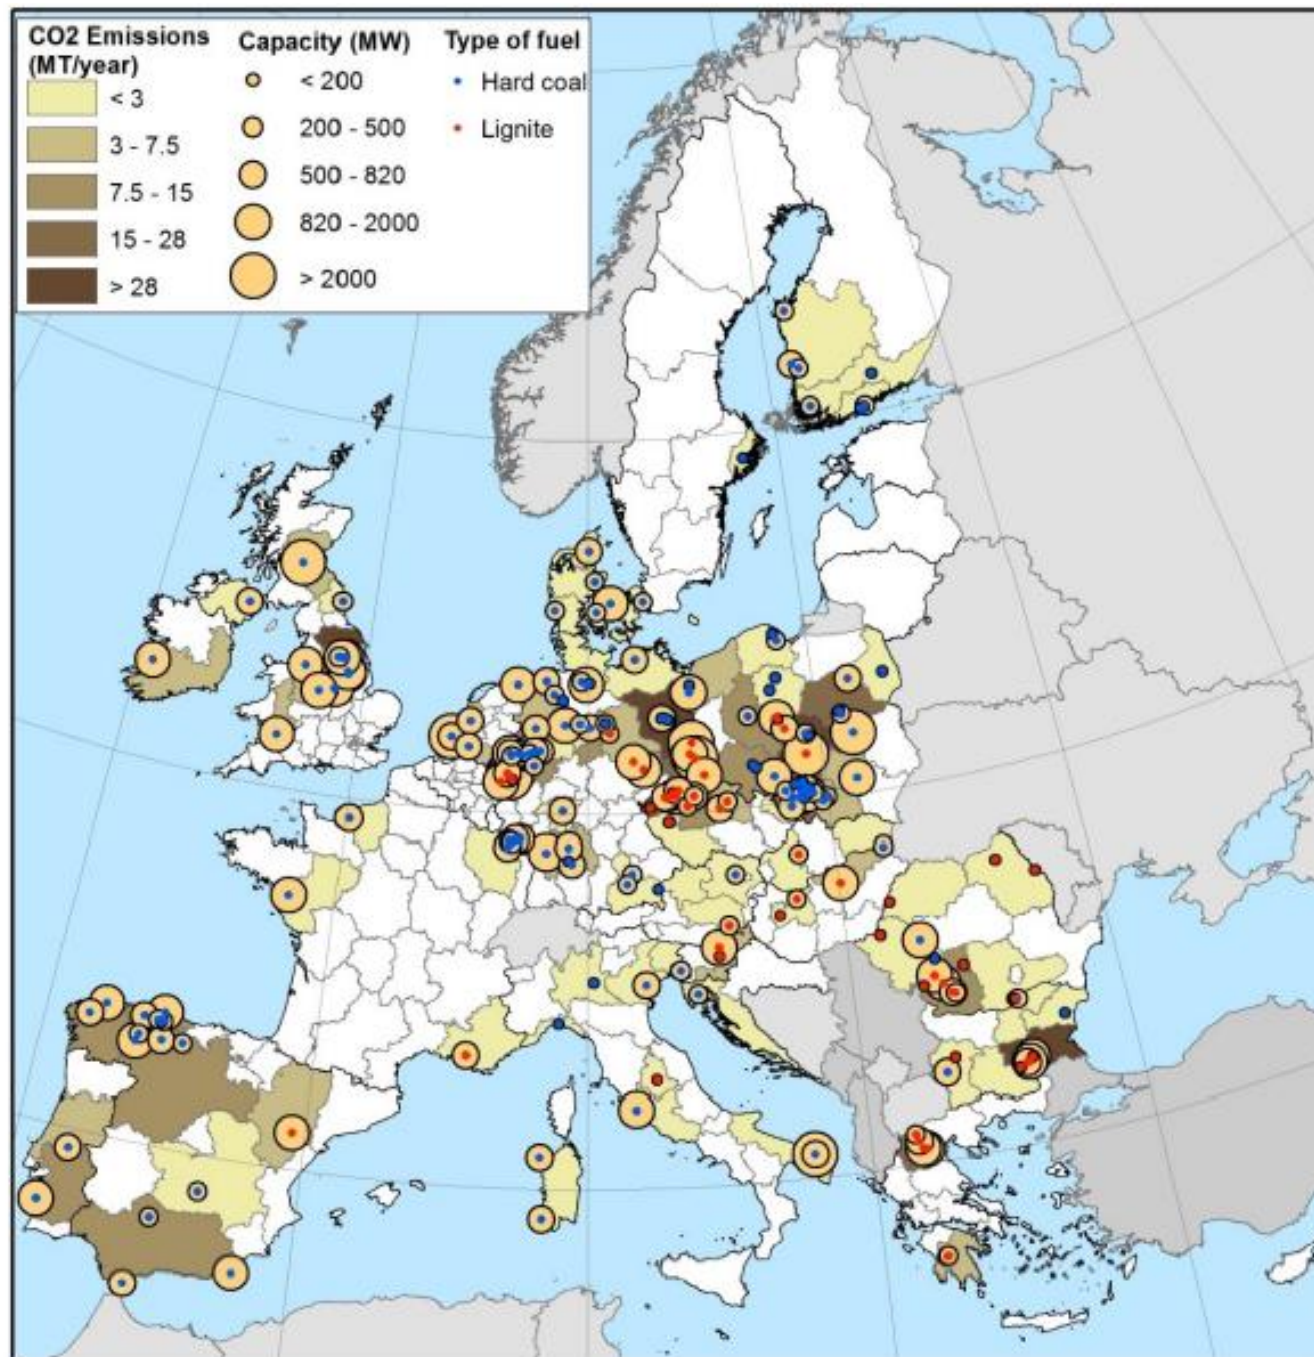 CO2 Emissions
(MT/year)
< 3
3 - 7.5
7.5 - 15
15 - 28
> 28
Capacity (MW)
< 200
200 - 500
500 - 820
820 - 2000
> 2000
Type of fuel
Hard coal
Lignite